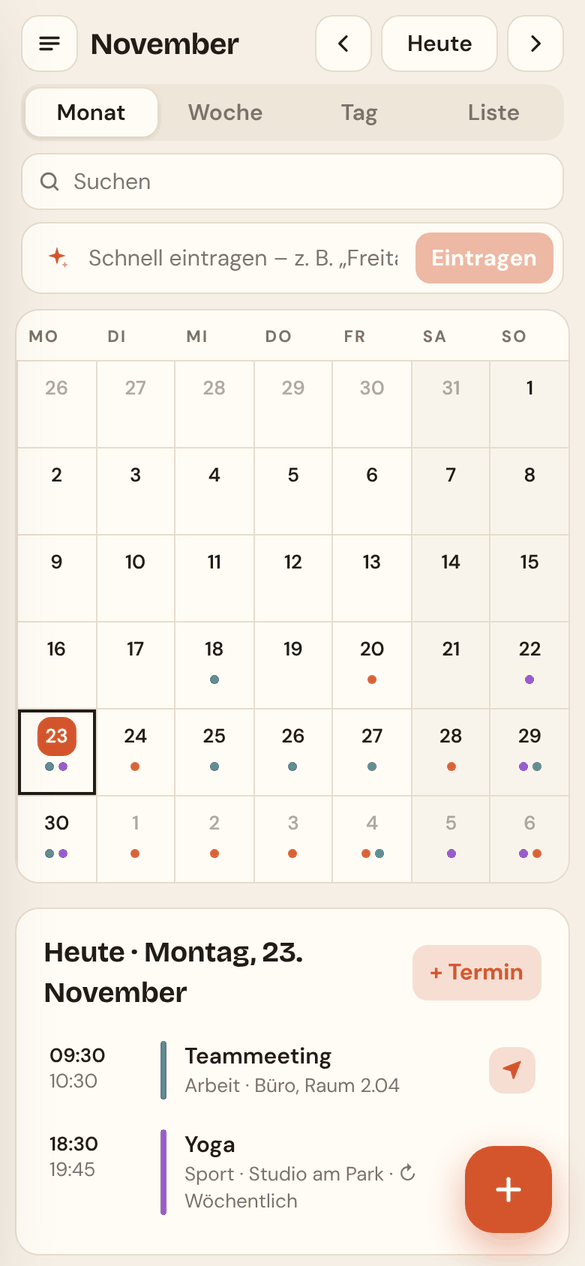 November
Heute
Monat Woche Tag Liste
Suchen
Schnell eintragen – z. B. „Freita
Eintragen
MO DI MI DO FR SA SO
26 27 28 29 30 31 1
2 3 4 5 6 7 8
9 10 11 12 13 14 15
16 17 18 19 20 21 22
23 24 25 26 27 28 29
30 1 2 3 4 5 6
Heute · Montag, 23.
November
+ Termin
09:30 Teammeeting
10:30 Arbeit · Büro, Raum 2.04
18:30 Yoga
19:45 Sport · Studio am Park · ↻
Wöchentlich
+